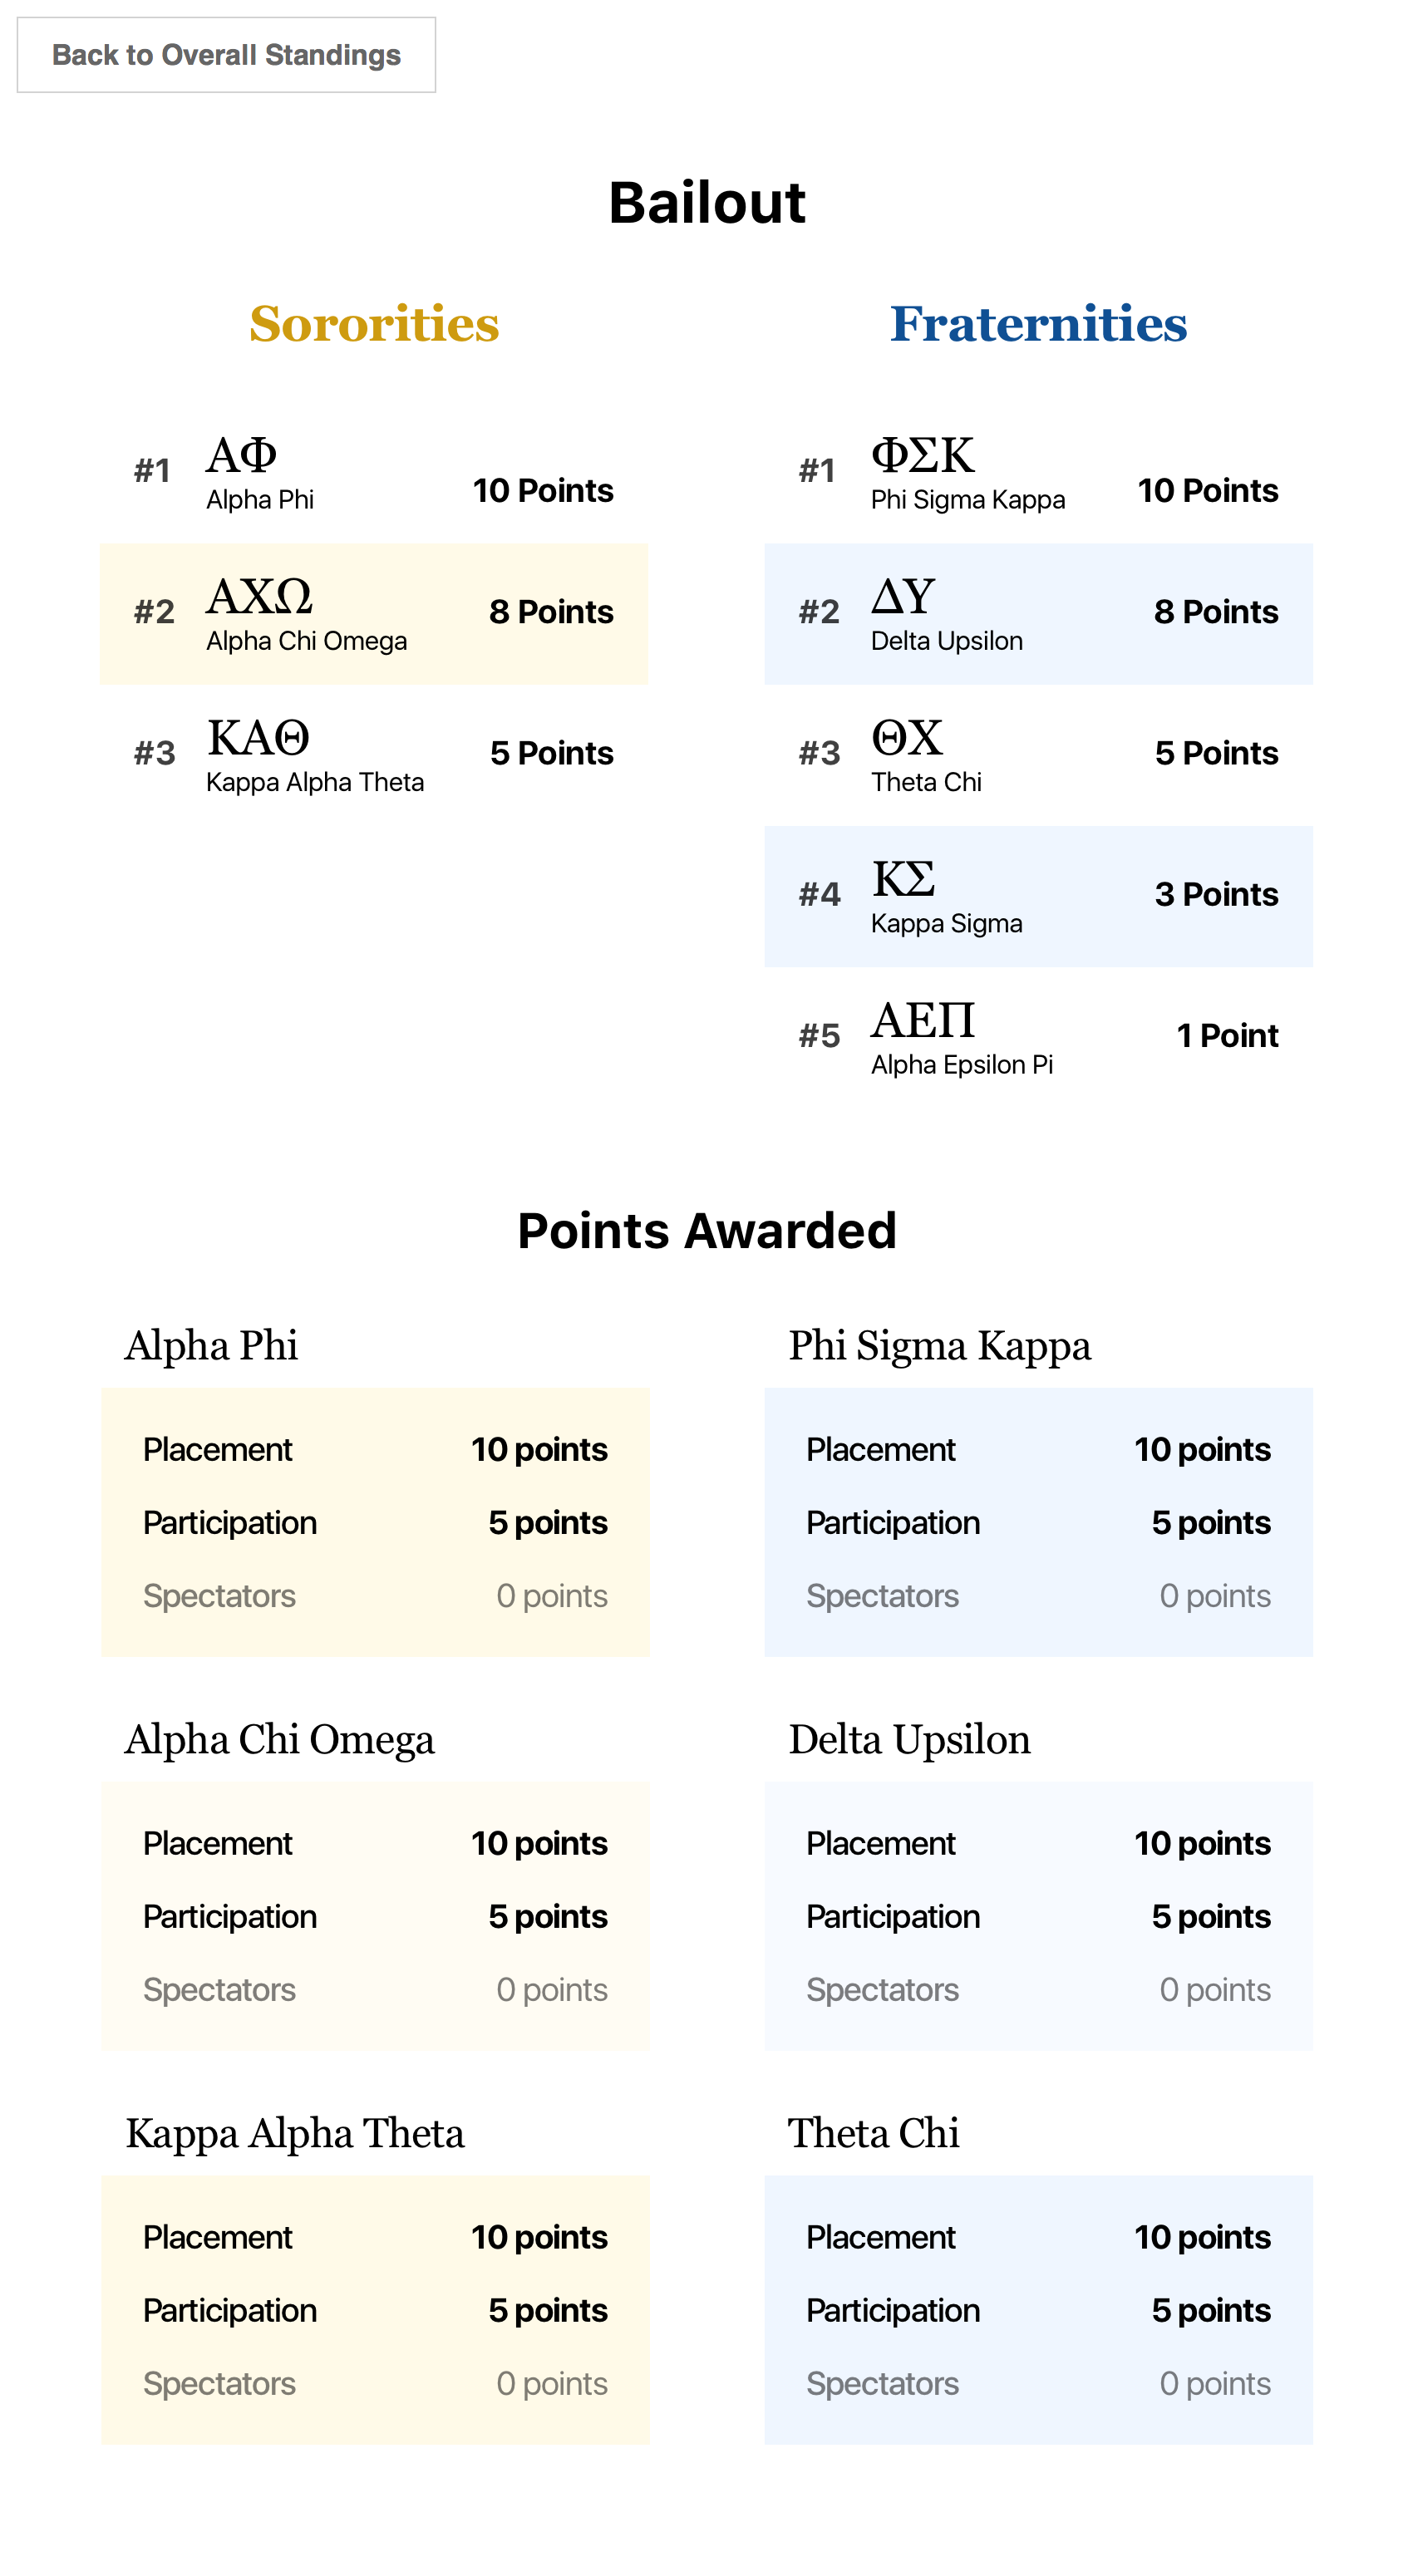 Back to Overall Standings
Bailout
Sororities
#1 ΑΦ
Alpha Phi 10 Points
#2 ΑΧΩ
Alpha Chi Omega 8 Points
#3 ΚΑΘ
Kappa Alpha Theta 5 Points
Fraternities
#1 ΦΣΚ
Phi Sigma Kappa 10 Points
#2 ΔΥ
Delta Upsilon 8 Points
#3 ΘΧ
Theta Chi 5 Points
#4 ΚΣ
Kappa Sigma 3 Points
#5 ΑΕΠ
Alpha Epsilon Pi 1 Point
Points Awarded
Alpha Phi
Placement 10 points
Participation 5 points
Spectators 0 points
Phi Sigma Kappa
Placement 10 points
Participation 5 points
Spectators 0 points
Alpha Chi Omega
Placement 10 points
Participation 5 points
Spectators 0 points
Delta Upsilon
Placement 10 points
Participation 5 points
Spectators 0 points
Kappa Alpha Theta
Placement 10 points
Participation 5 points
Spectators 0 points
Theta Chi
Placement 10 points
Participation 5 points
Spectators 0 points